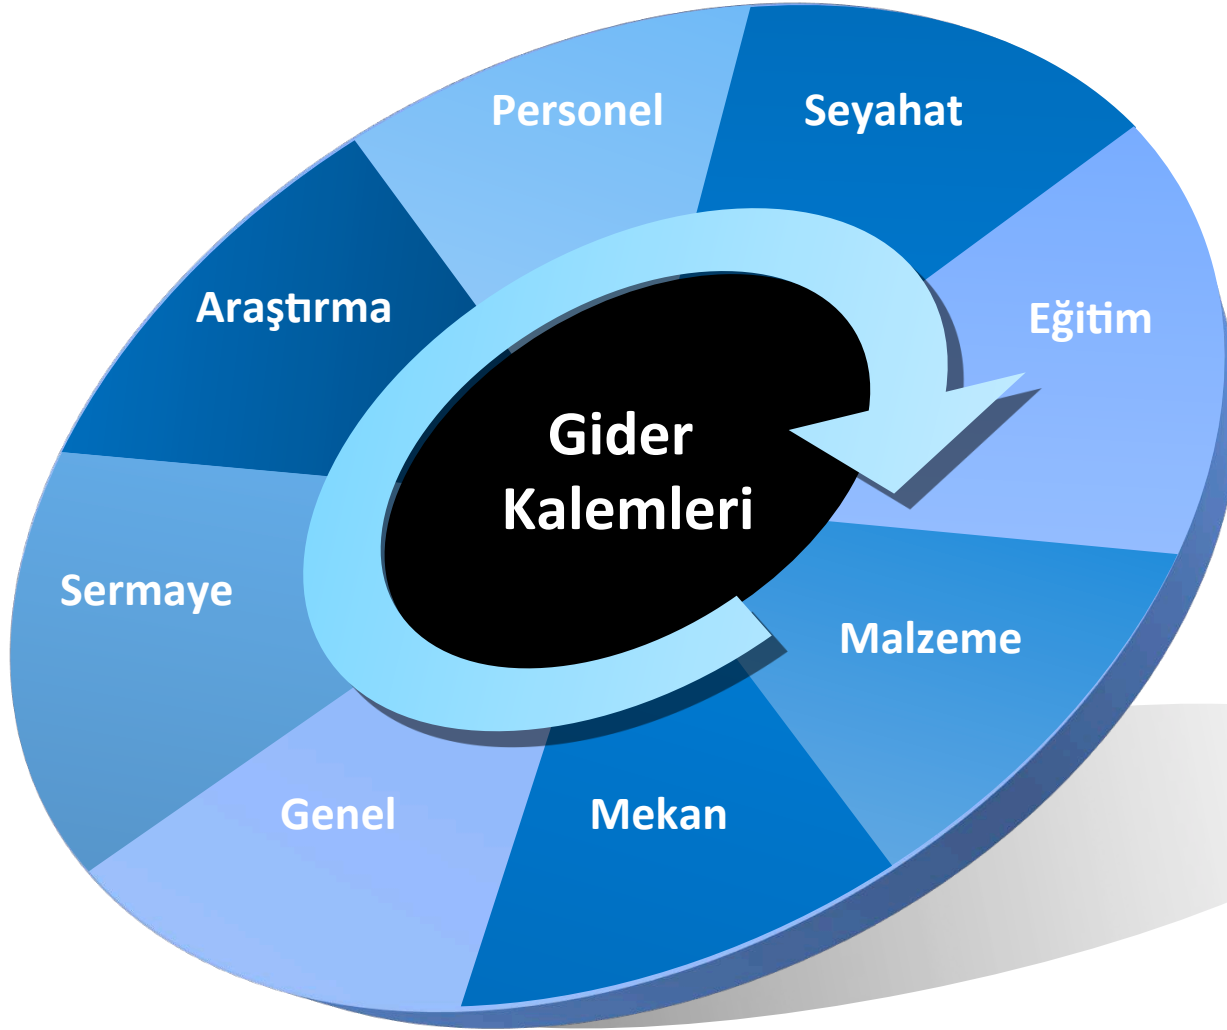 Personel
Seyahat
Araştırma
Eğitim
Gider
Kalemleri
Sermaye
Malzeme
Genel
Mekan